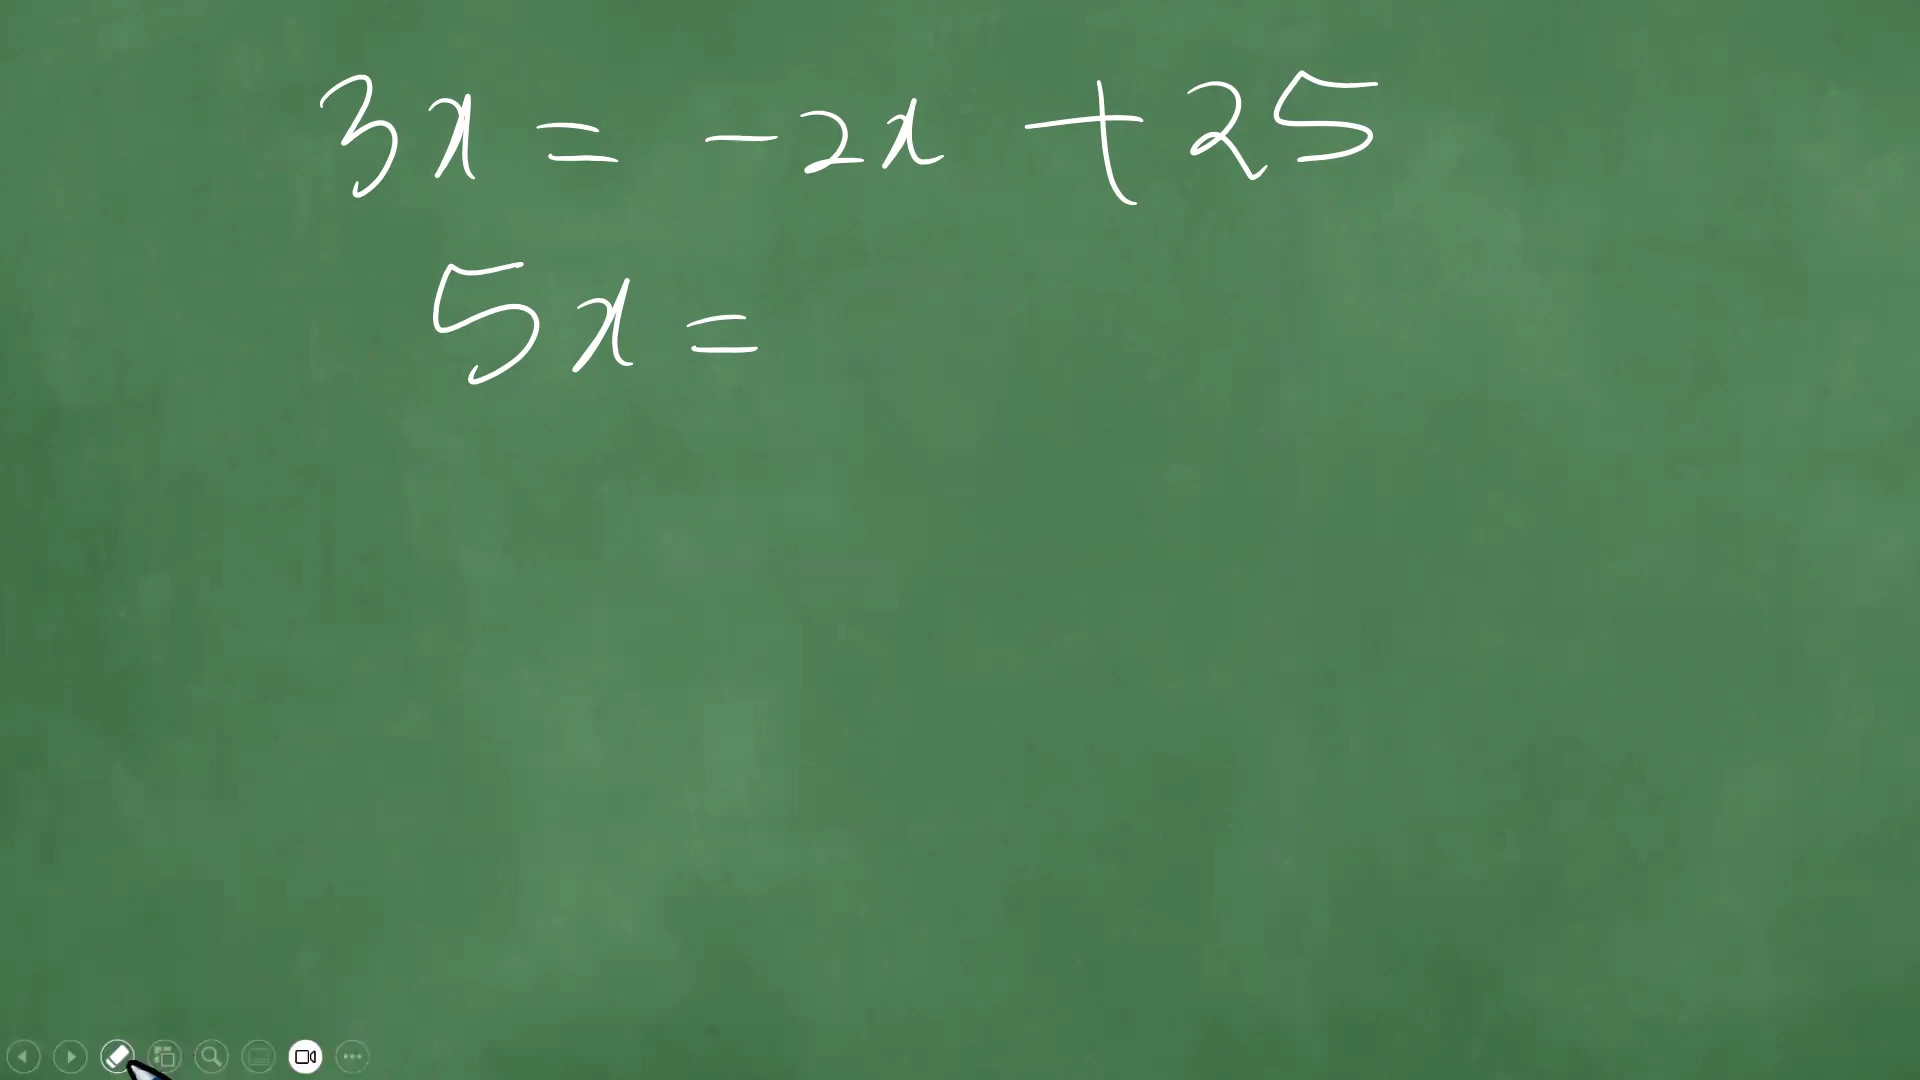 3x = -2x + 25
5x =